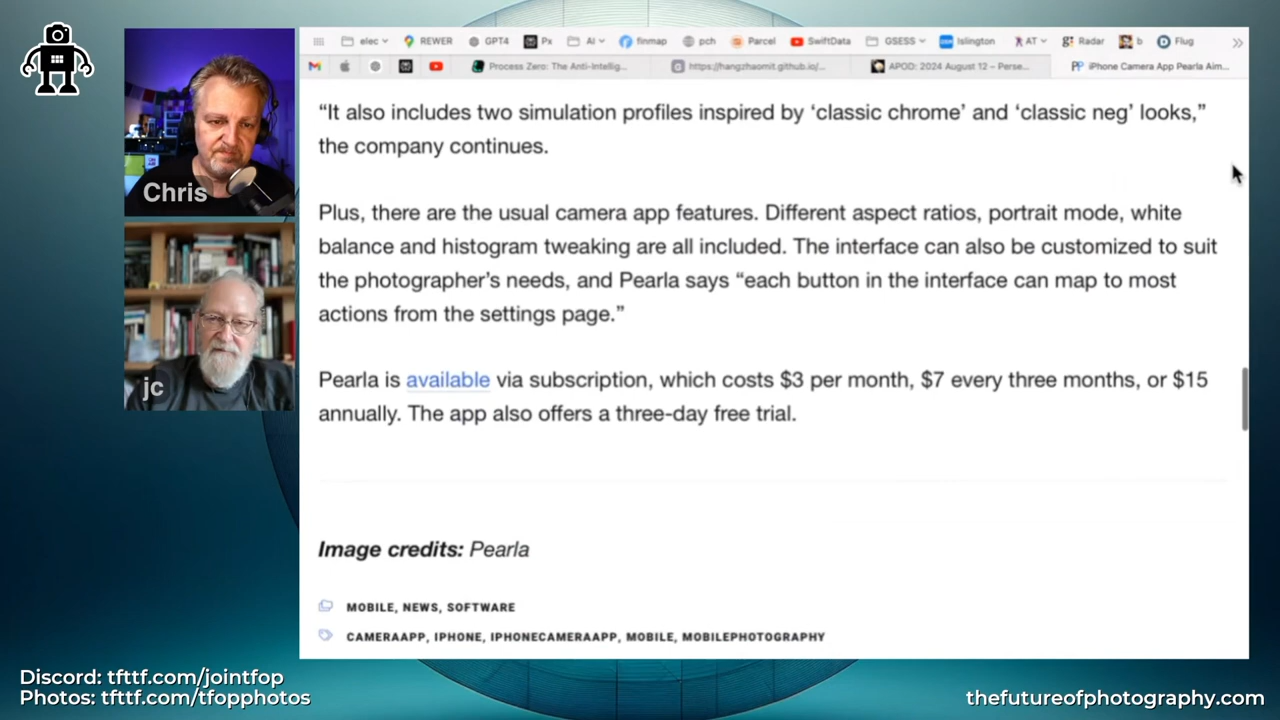 elec
REWER
GPT4
Px
AI
finmap
pch
Parcel
SwiftData
GSESS
Islington
AT
Radar
b
Flug
Process Zero: The Anti-Intellig...
https://hangzhaomit.github.io/...
APOD: 2024 August 12 – Perse...
iPhone Camera App Pearla Aim...
“It also includes two simulation profiles inspired by ‘classic chrome’ and ‘classic neg’ looks,”
the company continues.
Plus, there are the usual camera app features. Different aspect ratios, portrait mode, white
balance and histogram tweaking are all included. The interface can also be customized to suit
the photographer’s needs, and Pearla says “each button in the interface can map to most
actions from the settings page.”
Pearla is available via subscription, which costs $3 per month, $7 every three months, or $15
annually. The app also offers a three-day free trial.
Image credits: Pearla
MOBILE, NEWS, SOFTWARE
CAMERAAPP, IPHONE, IPHONECAMERAAPP, MOBILE, MOBILEPHOTOGRAPHY
Chris
jc
Discord: tfttf.com/jointfop
Photos: tfttf.com/tfopphotos
thefutureofphotography.com